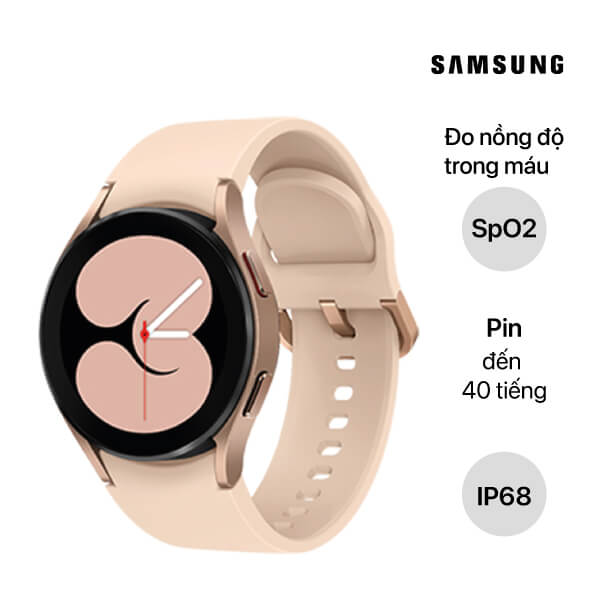 SAMSUNG
Đo nồng độ
trong máu
SpO2
Pin
đến
40 tiếng
IP68